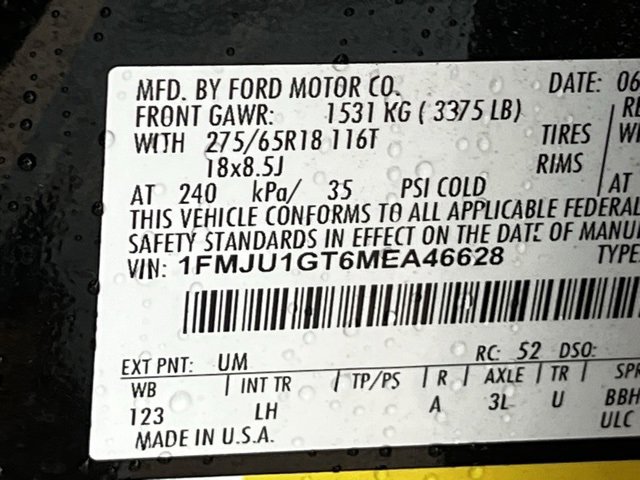 MFD. BY FORD MOTOR CO. DATE: 06
FRONT GAWR: 1531 KG ( 3375 LB)
WITH 275/65R18 116T TIRES
18x8.5J RIMS
AT 240 kPa/ 35 PSI COLD AT
THIS VEHICLE CONFORMS TO ALL APPLICABLE FEDERAL
SAFETY STANDARDS IN EFFECT ON THE DATE OF MANU
VIN: 1FMJU1GT6MEA46628 TYPE
EXT PNT: UM RC: 52 DSO:
WB | INT TR | TP/PS | R | AXLE | TR | SPR
123 LH A 3L U BBH
ULC
MADE IN U.S.A.